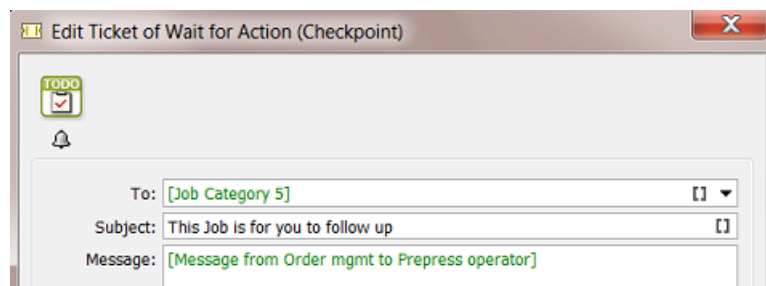 Edit Ticket of Wait for Action (Checkpoint)
TODO
To: [Job Category 5] []
Subject: This Job is for you to follow up []
Message: [Message from Order mgmt to Prepress operator]